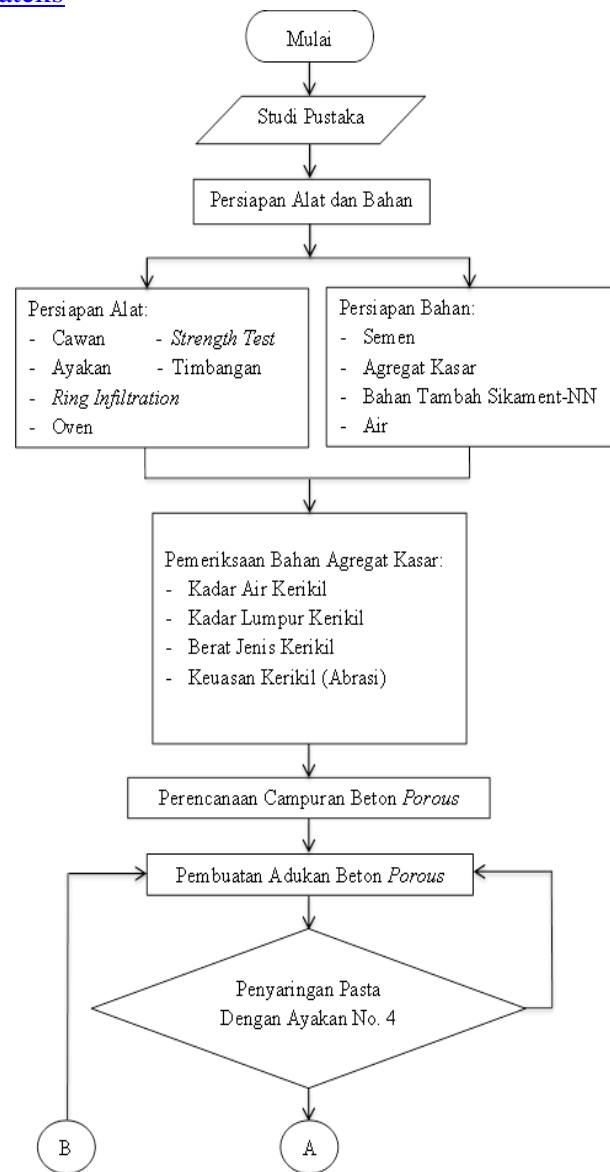 Mulai
Studi Pustaka
Persiapan Alat dan Bahan
Persiapan Alat:
- Cawan - Strength Test
- Ayakan - Timbangan
- Ring Infiltration
- Oven
Persiapan Bahan:
- Semen
- Agregat Kasar
- Bahan Tambah Sikament-NN
- Air
Pemeriksaan Bahan Agregat Kasar:
- Kadar Air Kerikil
- Kadar Lumpur Kerikil
- Berat Jenis Kerikil
- Keuasan Kerikil (Abrasi)
Perencanaan Campuran Beton Porous
Pembuatan Adukan Beton Porous
Penyaringan Pasta
Dengan Ayakan No. 4
B
A